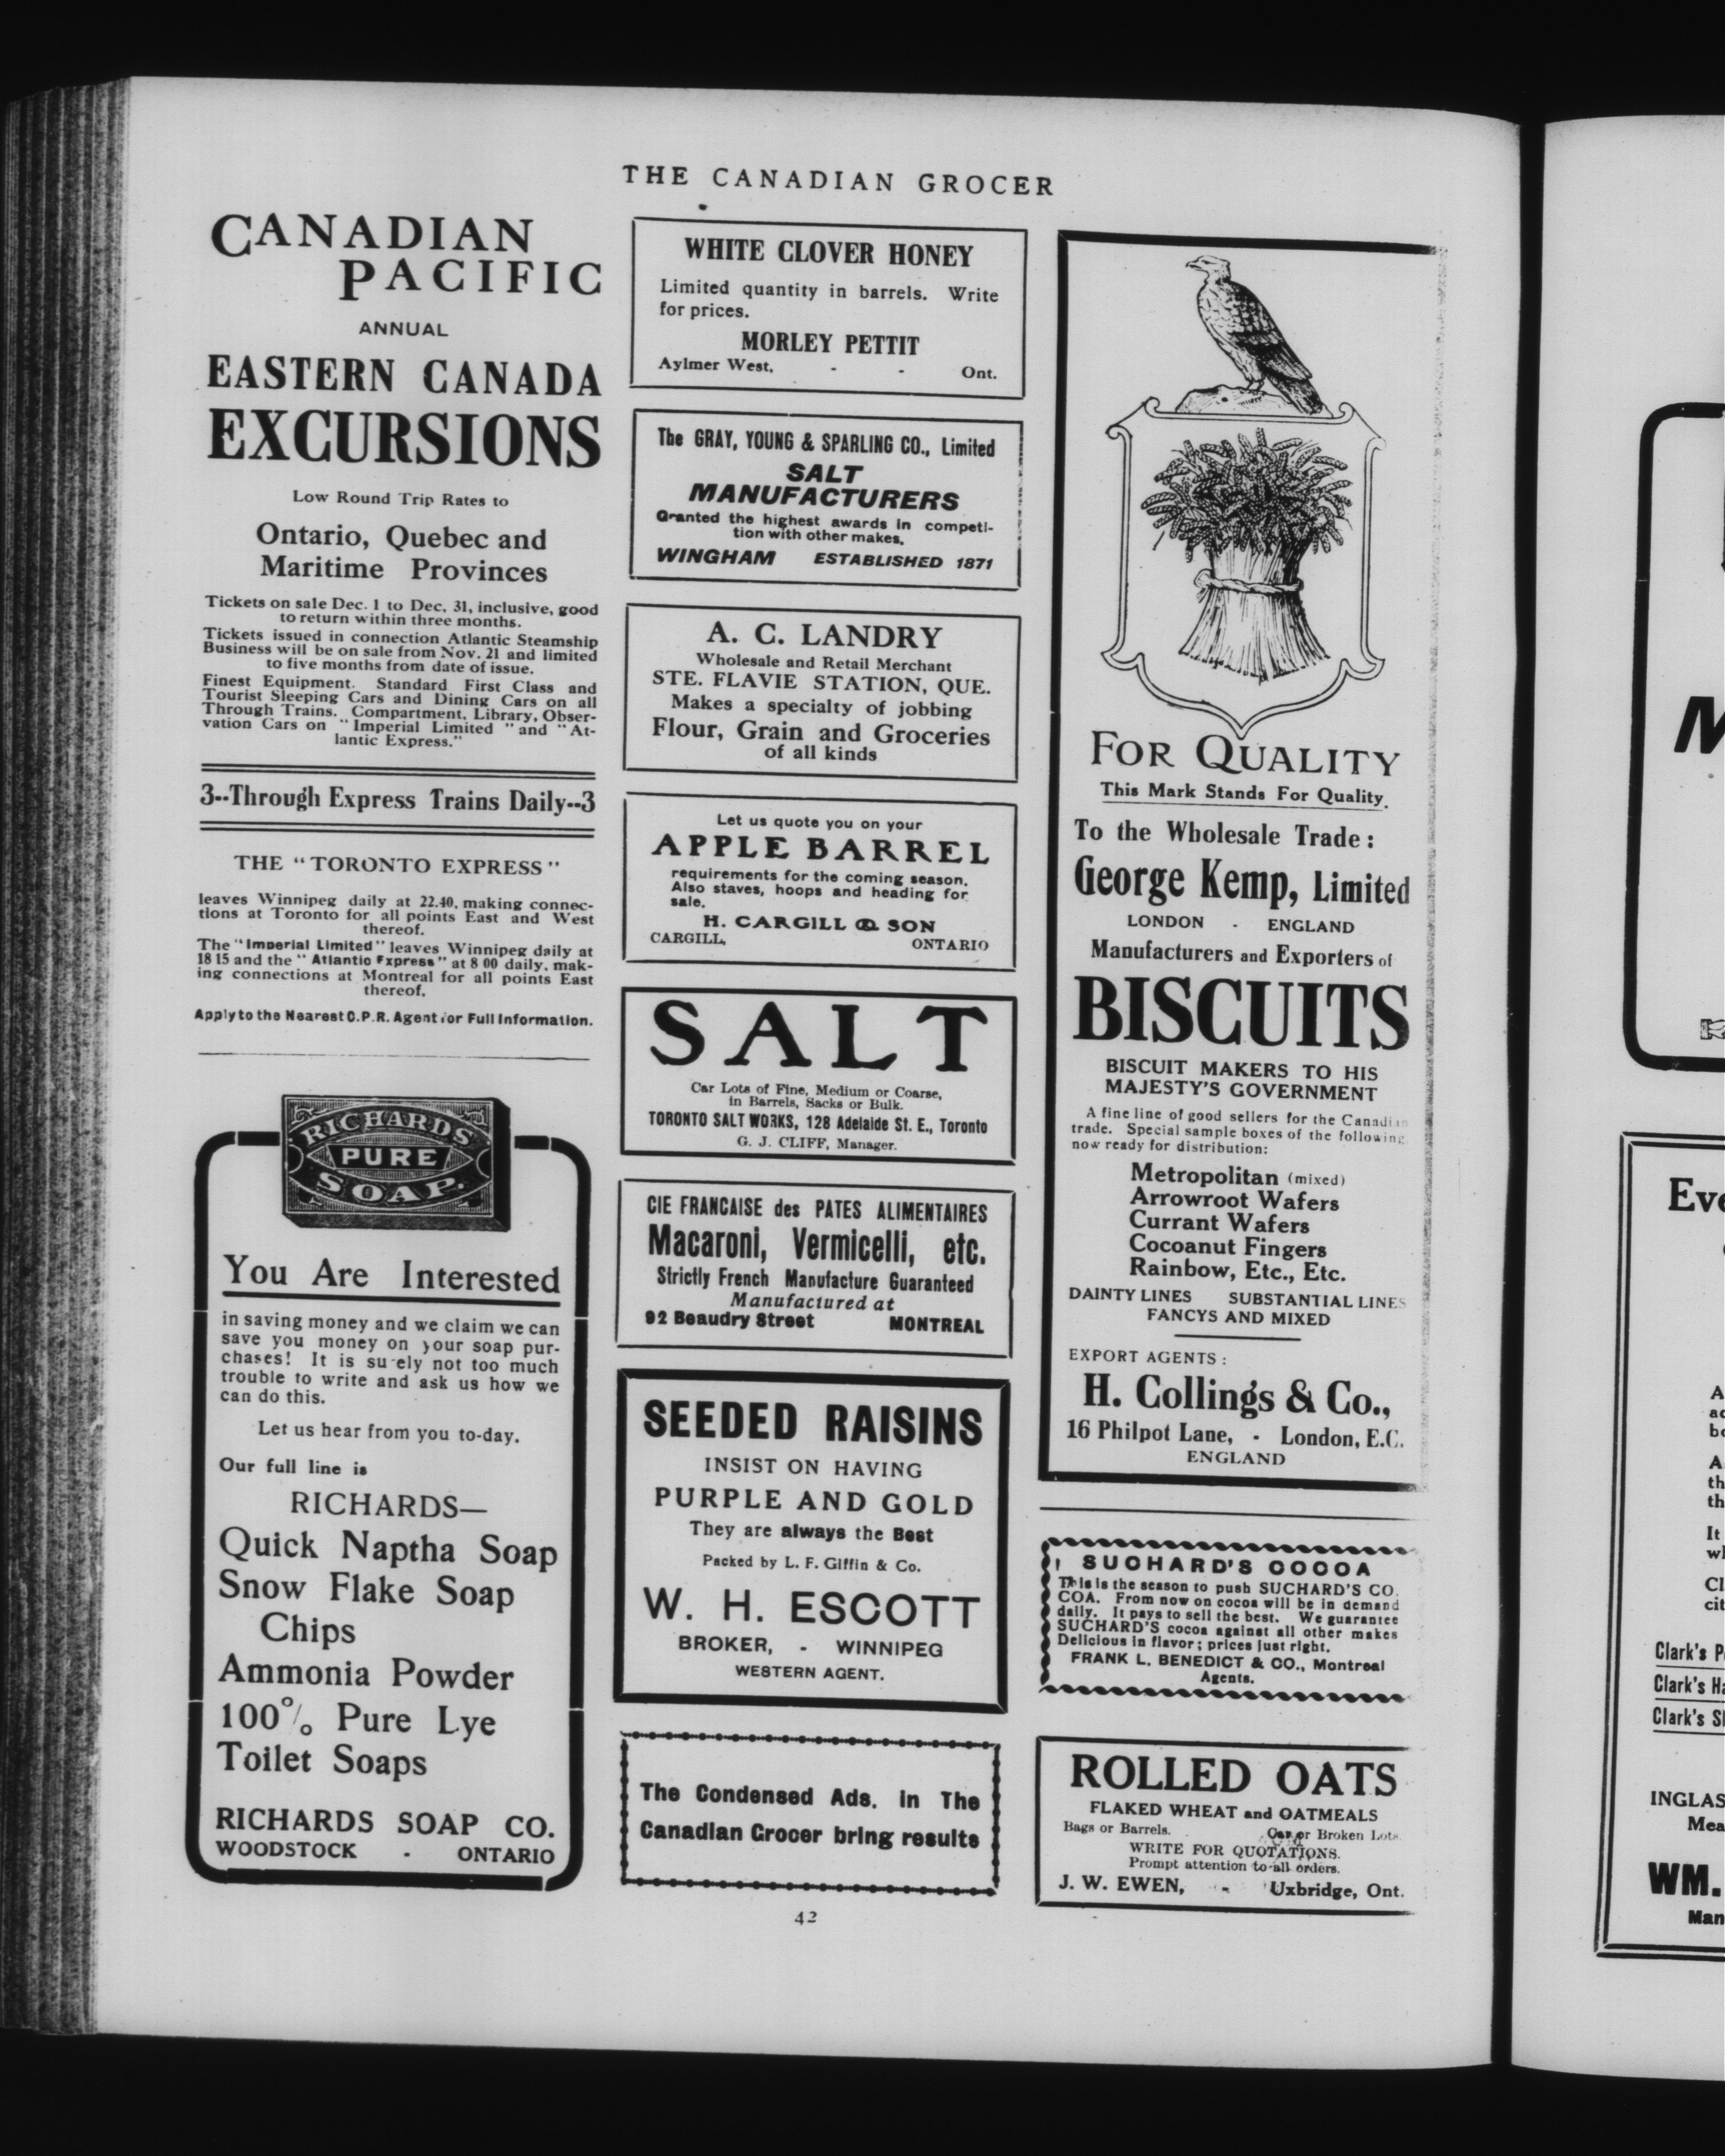 THE CANADIAN GROCER
CANADIAN
PACIFIC
ANNUAL
EASTERN CANADA
EXCURSIONS
Low Round Trip Rates to
Ontario, Quebec and
Maritime Provinces
Tickets on sale Dec. 1 to Dec. 31, inclusive, good
to return within three months.
Tickets issued in connection Atlantic Steamship
Business will be on sale from Nov. 21 and limited
to five months from date of issue.
Finest Equipment. Standard First Class and
Tourist Sleeping Cars and Dining Cars on all
Through Trains. Compartment, Library, Obser-
vation Cars on "Imperial Limited" and "At-
lantic Express."
3--Through Express Trains Daily--3
THE "TORONTO EXPRESS"
leaves Winnipeg daily at 22.40, making connec-
tions at Toronto for all points East and West
thereof.
The "Imperial Limited" leaves Winnipeg daily at
18 15 and the "Atlantic Express" at 8 00 daily, mak-
ing connections at Montreal for all points East
thereof.
Apply to the Nearest C.P.R. Agent for Full Information.
RICHARDS
PURE
SOAP.
You Are Interested
in saving money and we claim we can
save you money on your soap pur-
chases! It is surely not too much
trouble to write and ask us how we
can do this.
Let us hear from you to-day.
Our full line is
RICHARDS—
Quick Naptha Soap
Snow Flake Soap
Chips
Ammonia Powder
100% Pure Lye
Toilet Soaps
RICHARDS SOAP CO.
WOODSTOCK - ONTARIO
WHITE CLOVER HONEY
Limited quantity in barrels. Write
for prices.
MORLEY PETTIT
Aylmer West, - - Ont.
The GRAY, YOUNG & SPARLING CO., Limited
SALT
MANUFACTURERS
Granted the highest awards in competi-
tion with other makes.
WINGHAM ESTABLISHED 1871
A. C. LANDRY
Wholesale and Retail Merchant
STE. FLAVIE STATION, QUE.
Makes a specialty of jobbing
Flour, Grain and Groceries
of all kinds
Let us quote you on your
APPLE BARREL
requirements for the coming season.
Also staves, hoops and heading for
sale.
H. CARGILL & SON
CARGILL, ONTARIO
SALT
Car Lots of Fine, Medium or Coarse,
in Barrels, Sacks or Bulk.
TORONTO SALT WORKS, 128 Adelaide St. E., Toronto
G. J. CLIFF, Manager.
CIE FRANCAISE des PATES ALIMENTAIRES
Macaroni, Vermicelli, etc.
Strictly French Manufacture Guaranteed
Manufactured at
92 Beaudry Street MONTREAL
SEEDED RAISINS
INSIST ON HAVING
PURPLE AND GOLD
They are always the Best
Packed by L. F. Giffin & Co.
W. H. ESCOTT
BROKER, - WINNIPEG
WESTERN AGENT.
The Condensed Ads. in The
Canadian Grocer bring results
FOR QUALITY
This Mark Stands For Quality.
To the Wholesale Trade:
George Kemp, Limited
LONDON - ENGLAND
Manufacturers and Exporters of
BISCUITS
BISCUIT MAKERS TO HIS
MAJESTY'S GOVERNMENT
A fine line of good sellers for the Canadian
trade. Special sample boxes of the following
now ready for distribution:
Metropolitan (mixed)
Arrowroot Wafers
Currant Wafers
Cocoanut Fingers
Rainbow, Etc., Etc.
DAINTY LINES SUBSTANTIAL LINES
FANCYS AND MIXED
EXPORT AGENTS:
H. Collings & Co.,
16 Philpot Lane, - London, E.C.
ENGLAND
SUCHARD'S COCOA
This is the season to push SUCHARD'S CO-
COA. From now on cocoa will be in demand
daily. It pays to sell the best. We guarantee
SUCHARD'S cocoa against all other makes
Delicious in flavor; prices just right.
FRANK L. BENEDICT & CO., Montreal
Agents.
ROLLED OATS
FLAKED WHEAT and OATMEALS
Bags or Barrels. Car or Broken Lots.
WRITE FOR QUOTATIONS.
Prompt attention to all orders.
J. W. EWEN, - Uxbridge, Ont.
42
Clark's
Clark's
Clark's
WM.